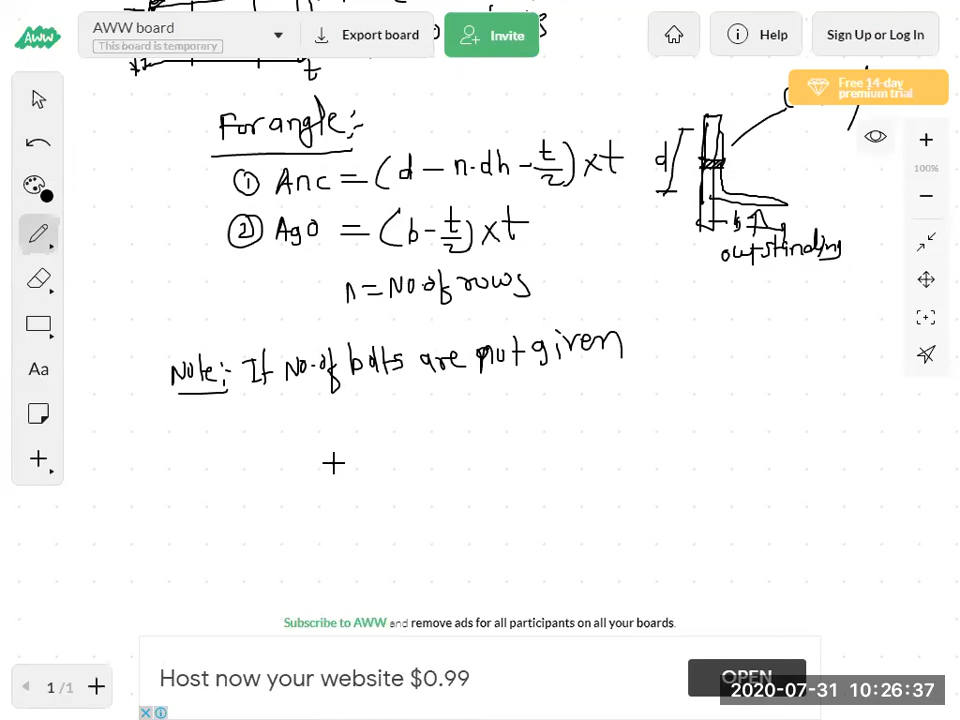 AWW
AWW board
This board is temporary
Export board
Invite
Help
Sign Up or Log In
Free 14-day
premium trial
t
For angle:-
① Anc = (d - n·dh - t/2) x t
② Ago = (b - t/2) x t
n = No·of rows
d
b
outstanding
Note:- If No·of bolts are not given
100%
Aa
Subscribe to AWW and remove ads for all participants on all your boards.
1 /1
Host now your website $0.99
OPEN
2020-07-31 10:26:37